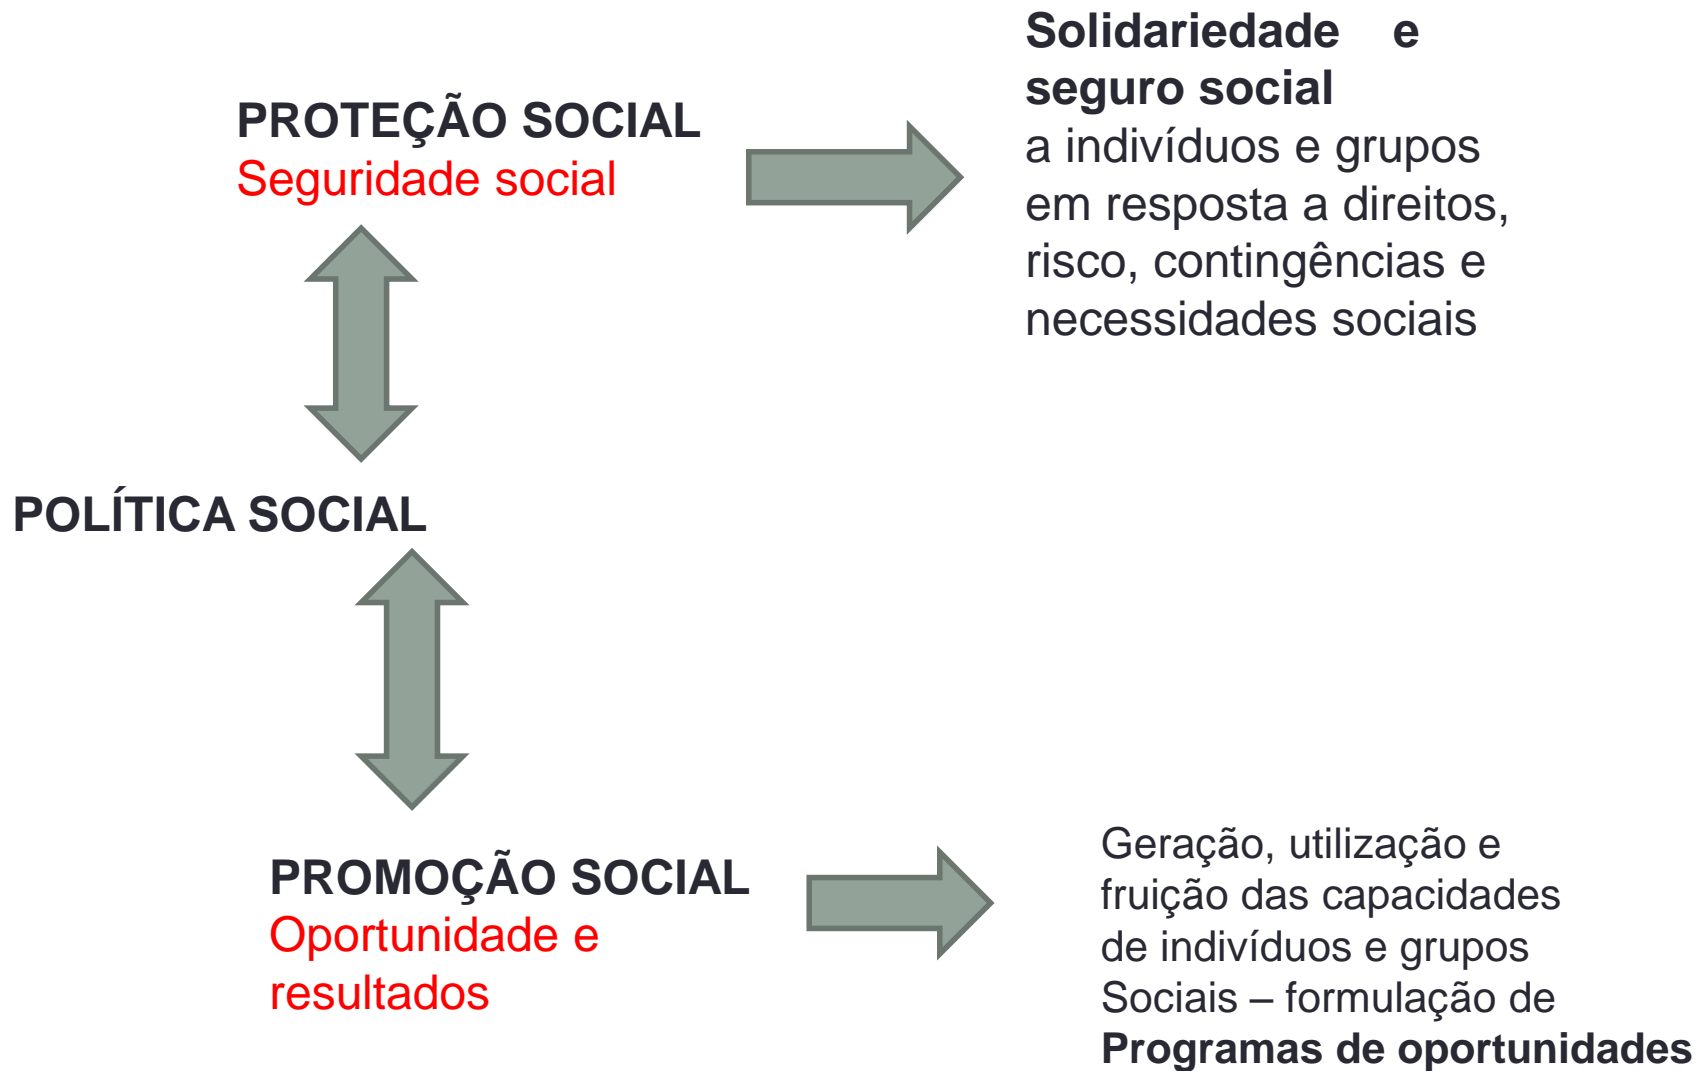 Solidariedade e
seguro social
a indivíduos e grupos
em resposta a direitos,
risco, contingências e
necessidades sociais
PROTEÇÃO SOCIAL
Seguridade social
POLÍTICA SOCIAL
PROMOÇÃO SOCIAL
Oportunidade e
resultados
Geração, utilização e
fruição das capacidades
de indivíduos e grupos
Sociais – formulação de
Programas de oportunidades